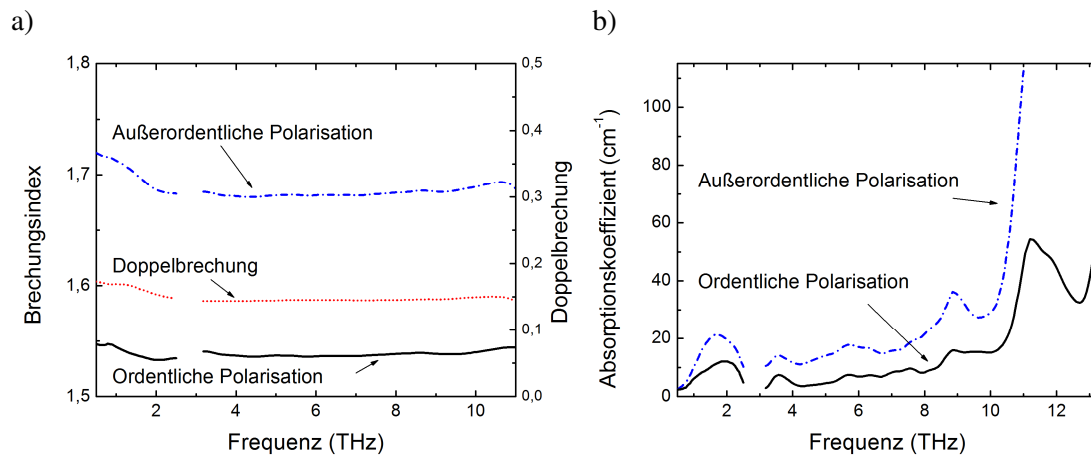 a)
1,8
1,7
1,6
1,5
Brechungsindex
0,5
0,4
0,3
0,2
0,1
0,0
Doppelbrechung
Außerordentliche Polarisation
Doppelbrechung
Ordentliche Polarisation
2 4 6 8 10
Frequenz (THz)
b)
100
80
60
40
20
0
Absorptionskoeffizient (cm⁻¹)
Außerordentliche Polarisation
Ordentliche Polarisation
2 4 6 8 10 12
Frequenz (THz)